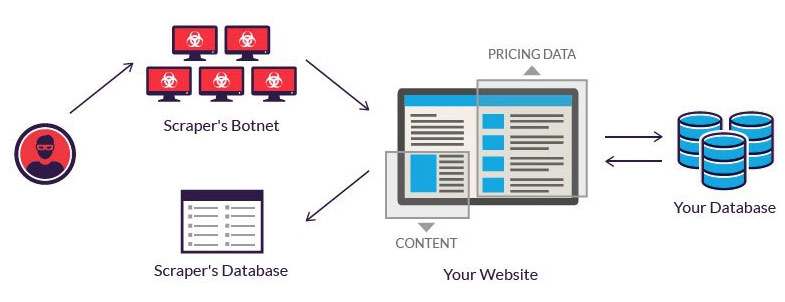 PRICING DATA
Scraper's Botnet
Your Database
CONTENT
Scraper's Database
Your Website